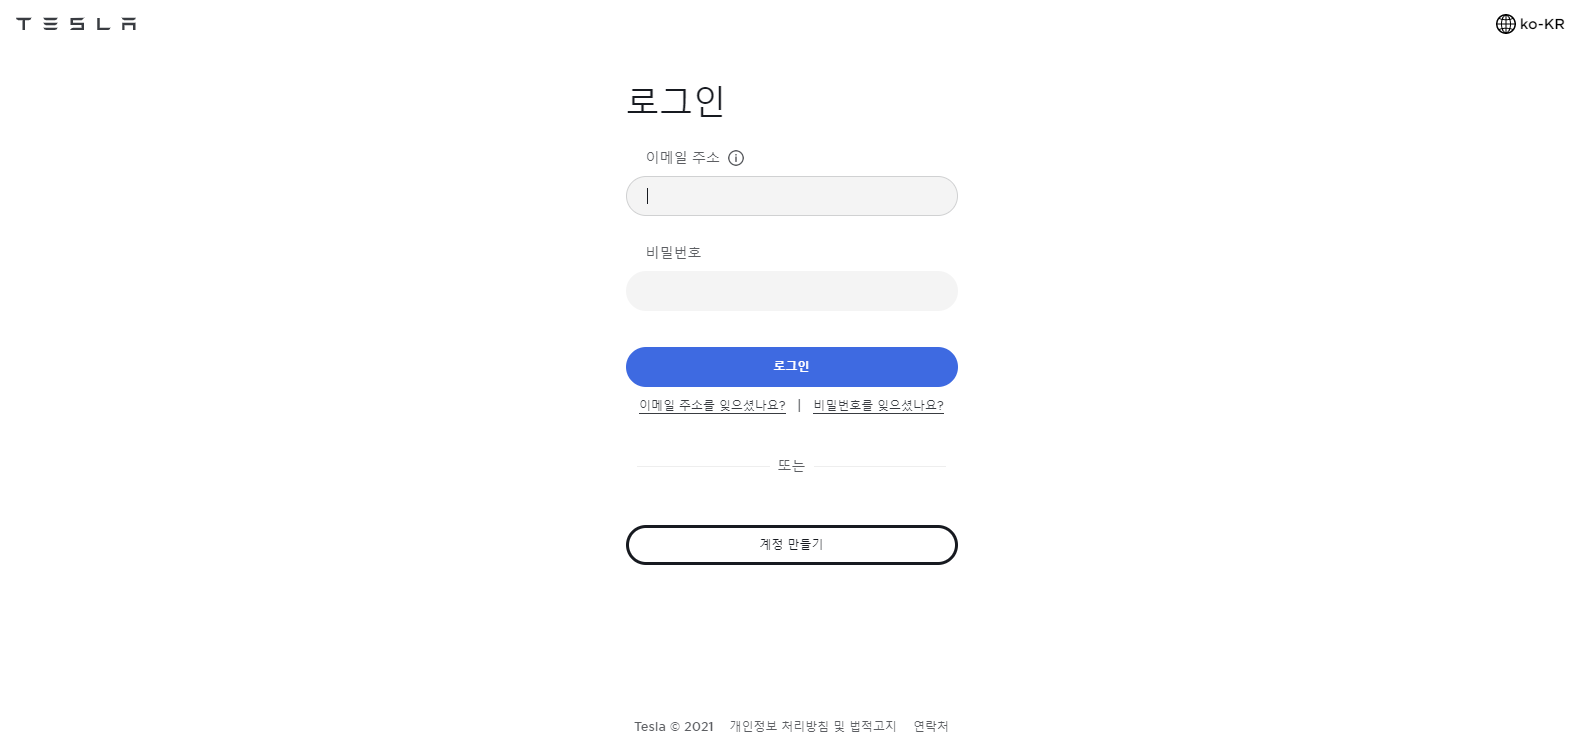 TESLA
ko-KR
로그인
이메일 주소
비밀번호
로그인
이메일 주소를 잊으셨나요? | 비밀번호를 잊으셨나요?
또는
계정 만들기
Tesla © 2021 개인정보 처리방침 및 법적고지 연락처